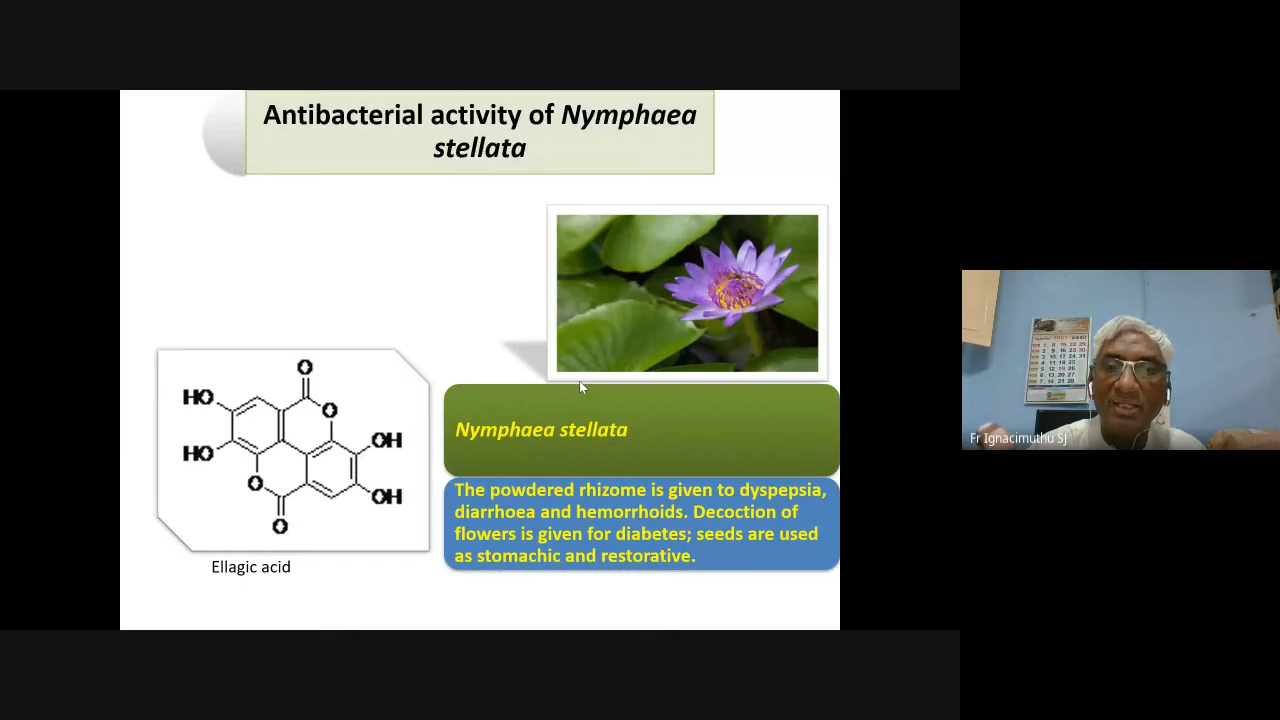 Antibacterial activity of Nymphaea
stellata
O
HO
O
HO
OH
O
OH
O
Ellagic acid
Nymphaea stellata
The powdered rhizome is given to dyspepsia,
diarrhoea and hemorrhoids. Decoction of
flowers is given for diabetes; seeds are used
as stomachic and restorative.
Fr Ignacimuthu SJ